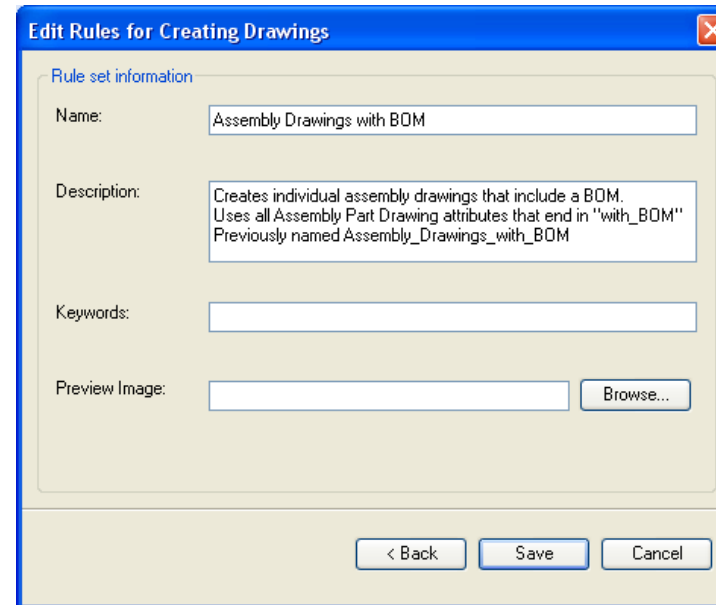 Edit Rules for Creating Drawings
Rule set information
Name:
Assembly Drawings with BOM
Description:
Creates individual assembly drawings that include a BOM.
Uses all Assembly Part Drawing attributes that end in "with_BOM"
Previously named Assembly_Drawings_with_BOM
Keywords:
Preview Image:
Browse...
< Back
Save
Cancel